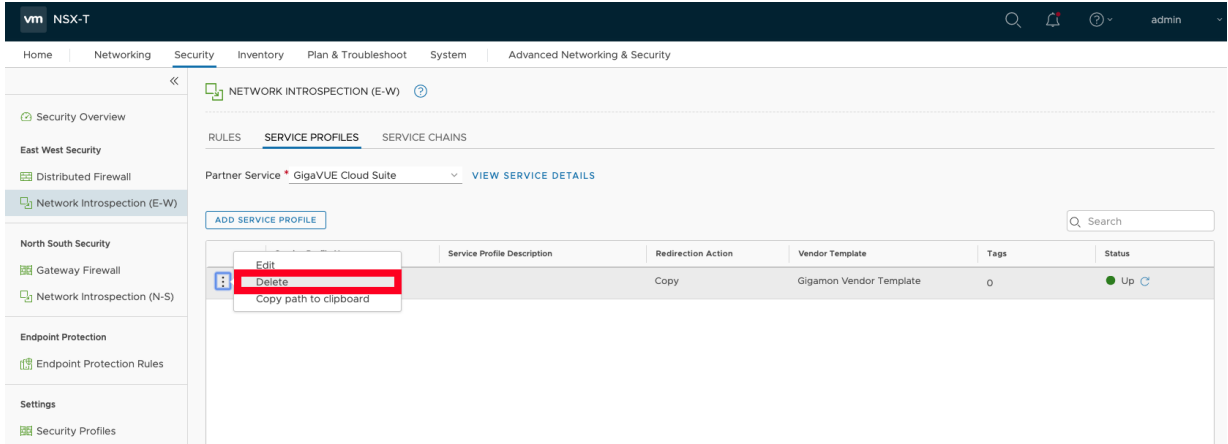 vm NSX-T admin
Home Networking Security Inventory Plan & Troubleshoot System Advanced Networking & Security
NETWORK INTROSPECTION (E-W)
Security Overview
RULES SERVICE PROFILES SERVICE CHAINS
East West Security
Partner Service * GigaVUE Cloud Suite VIEW SERVICE DETAILS
Distributed Firewall
Network Introspection (E-W)
ADD SERVICE PROFILE Search
North South Security
Service Profile Description Redirection Action Vendor Template Tags Status
Edit
Gateway Firewall
Delete Copy Gigamon Vendor Template 0 Up
Network Introspection (N-S)
Copy path to clipboard
Endpoint Protection
Endpoint Protection Rules
Settings
Security Profiles